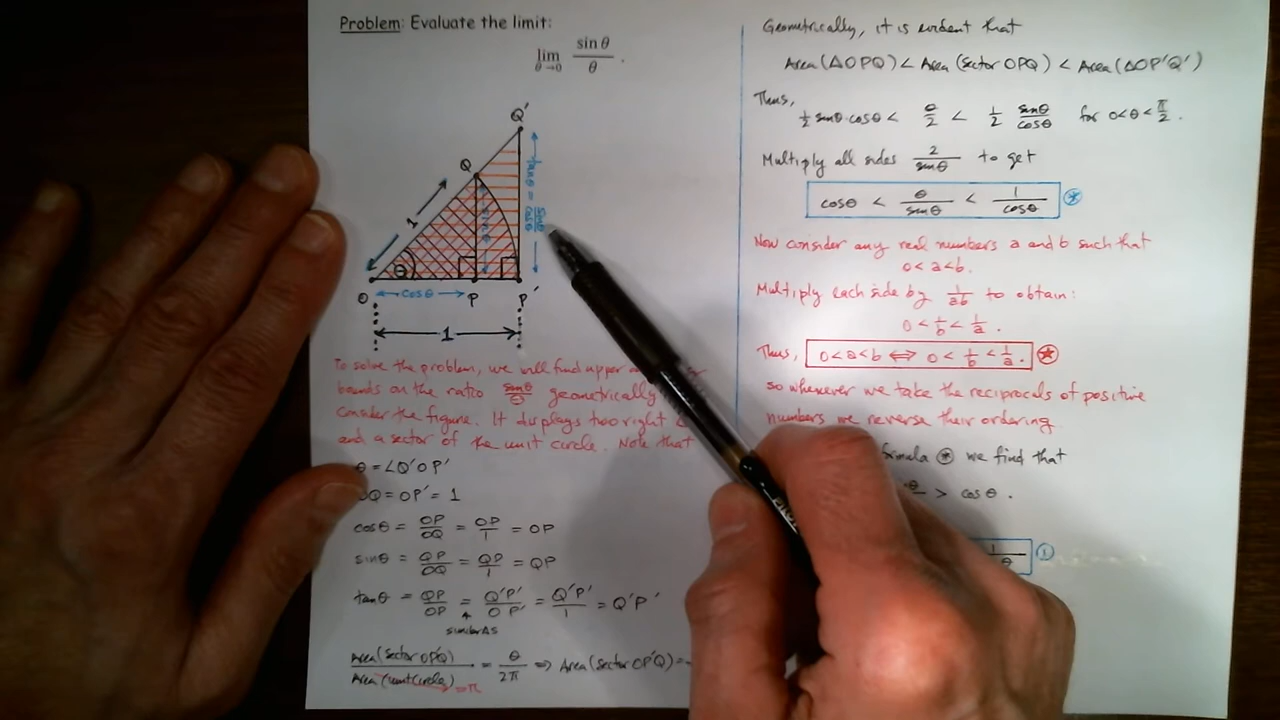 Problem: Evaluate the limit:
lim θ→0 sin θ / θ .
Q'
Q
1
tanθ = sinθ/cosθ
sinθ
θ
O cosθ P P'
1
To solve the problem, we will find upper
bounds on the ratio sinθ/θ geometrically
Consider the figure. It displays two right
and a sector of the unit circle. Note that
θ = ∠Q'OP'
OQ = OP' = 1
cosθ = OP/OQ = OP/1 = OP
sinθ = QP/OQ = QP/1 = QP
tanθ = QP/OP = Q'P'/OP' = Q'P'/1 = Q'P'
similar Δs
Area(sector OP'Q)/Area(unit circle) = θ/2π ⇒ Area(sector OP'Q) =
= π
Geometrically, it is evident that
Area(ΔOPQ) < Area(sector OPQ) < Area(ΔOP'Q')
Thus,
1/2 sinθ·cosθ < θ/2 < 1/2 sinθ/cosθ for 0<θ<π/2.
Multiply all sides 2/sinθ to get
cosθ < θ/sinθ < 1/cosθ ✱
Now consider any real numbers a and b such that
0<a<b.
Multiply each side by 1/ab to obtain:
0 < 1/b < 1/a.
Thus, 0<a<b ⇔ 0 < 1/b < 1/a. ★
so whenever we take the reciprocals of positive
numbers we reverse their ordering
formula ✱ we find that
> cosθ.
①